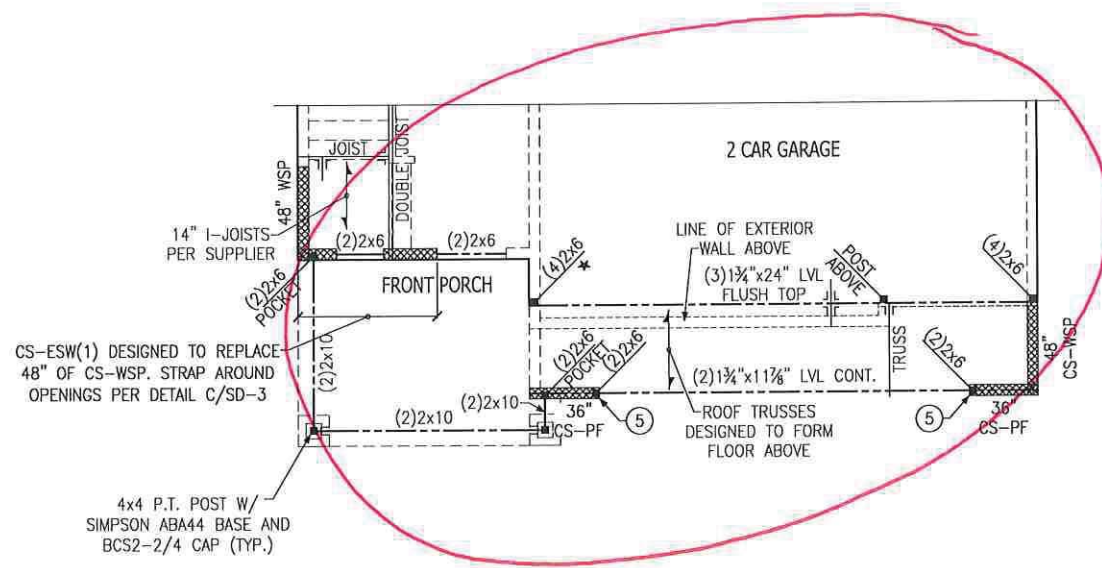 JOIST
DOUBLE JOIST
2 CAR GARAGE
48" WSP
14" I-JOISTS
PER SUPPLIER
(2)2x6
(2)2x6
LINE OF EXTERIOR
WALL ABOVE
(4)2x6
★
POST
ABOVE
(4)2x6
(3)1¾"x24" LVL
FLUSH TOP
(2)2x6
POCKET
FRONT PORCH
CS-ESW(1) DESIGNED TO REPLACE
48" OF CS-WSP. STRAP AROUND
OPENINGS PER DETAIL C/SD-3
(2)2x10
(2)2x6
POCKET
(2)2x6
TRUSS
(2)2x6
48"
CS-WSP
(2)1¾"x11⅞" LVL CONT.
(2)2x10
(2)2x10
36"
CS-PF
5
ROOF TRUSSES
DESIGNED TO FORM
FLOOR ABOVE
5
36"
CS-PF
4x4 P.T. POST W/
SIMPSON ABA44 BASE AND
BCS2-2/4 CAP (TYP.)